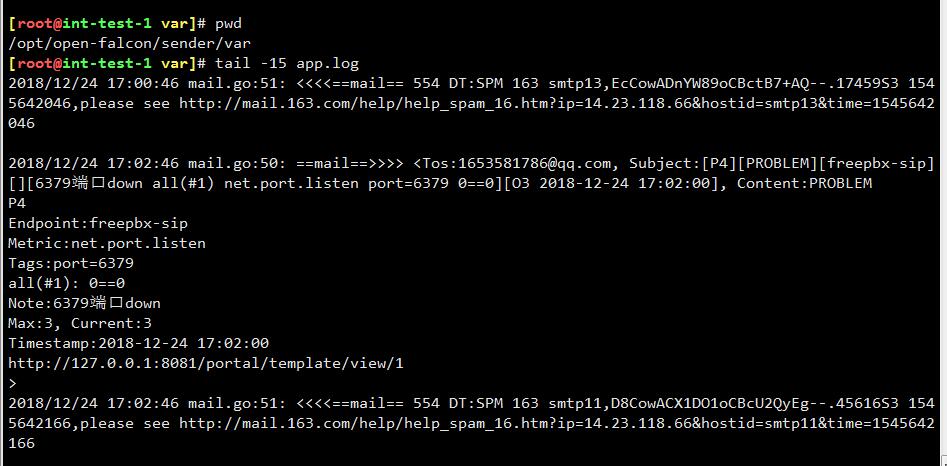 [root@int-test-1 var]# pwd
/opt/open-falcon/sender/var
[root@int-test-1 var]# tail -15 app.log
2018/12/24 17:00:46 mail.go:51: <<<<==mail== 554 DT:SPM 163 smtp13,EcCowADnYW89oCBctB7+AQ--.17459S3 154
5642046,please see http://mail.163.com/help/help_spam_16.htm?ip=14.23.118.66&hostid=smtp13&time=1545642
046
2018/12/24 17:02:46 mail.go:50: ==mail==>>>> <Tos:1653581786@qq.com, Subject:[P4][PROBLEM][freepbx-sip]
[][6379端口down all(#1) net.port.listen port=6379 0==0][O3 2018-12-24 17:02:00], Content:PROBLEM
P4
Endpoint:freepbx-sip
Metric:net.port.listen
Tags:port=6379
all(#1): 0==0
Note:6379端口down
Max:3, Current:3
Timestamp:2018-12-24 17:02:00
http://127.0.0.1:8081/portal/template/view/1
>
2018/12/24 17:02:46 mail.go:51: <<<<==mail== 554 DT:SPM 163 smtp11,D8CowACX1DO1oCBcU2QyEg--.45616S3 154
5642166,please see http://mail.163.com/help/help_spam_16.htm?ip=14.23.118.66&hostid=smtp11&time=1545642
166